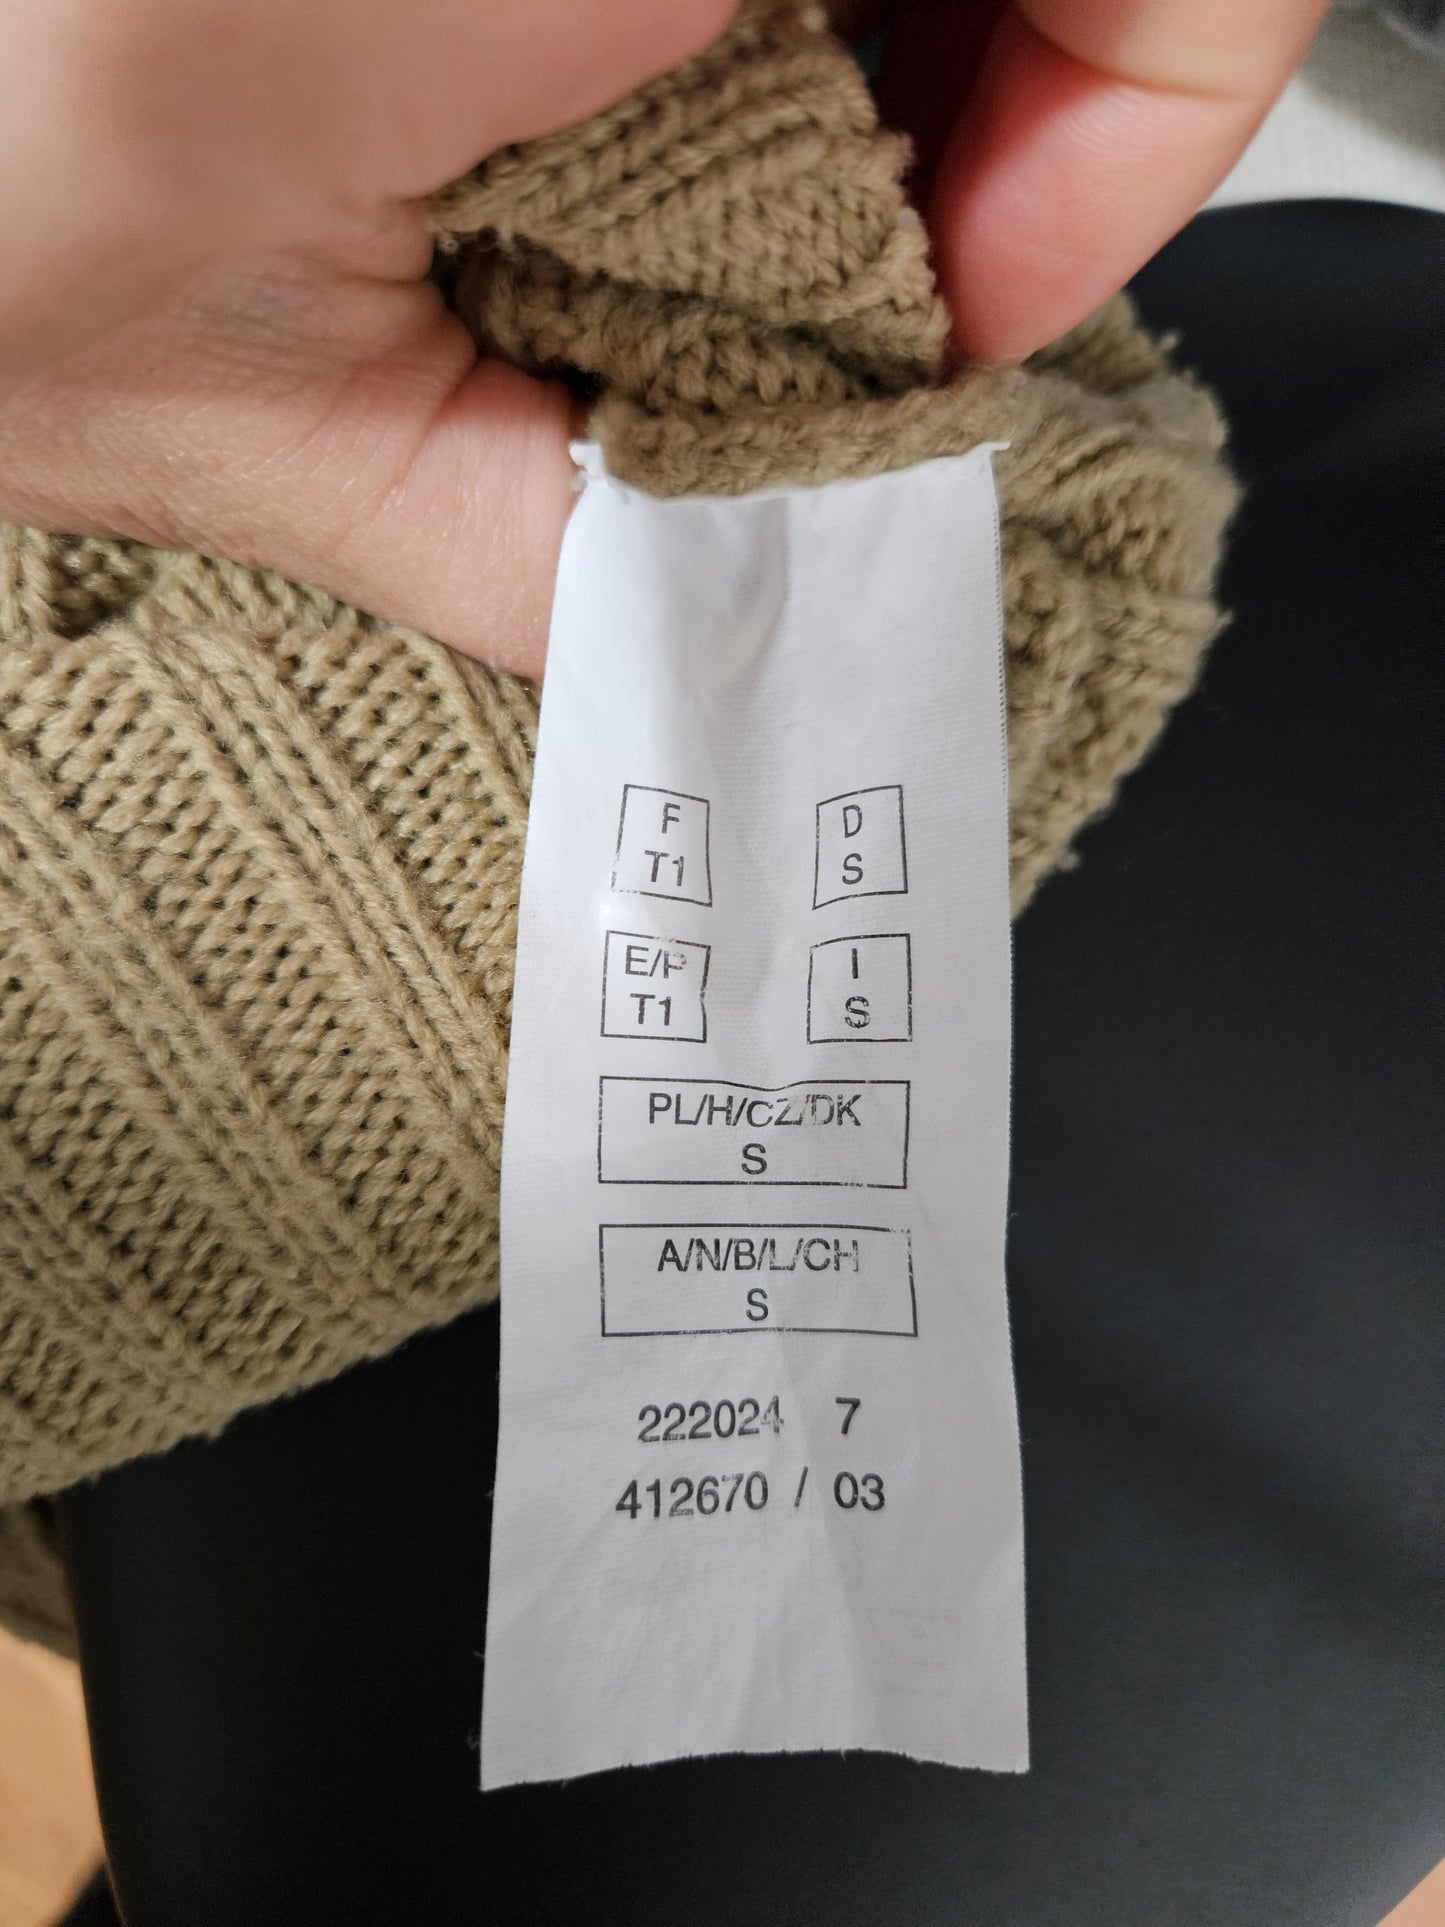 F D
T1 S
E/P I
T1 S
PL/H/CZ/DK
S
A/N/B/L/CH
S
222024 7
412670 / 03